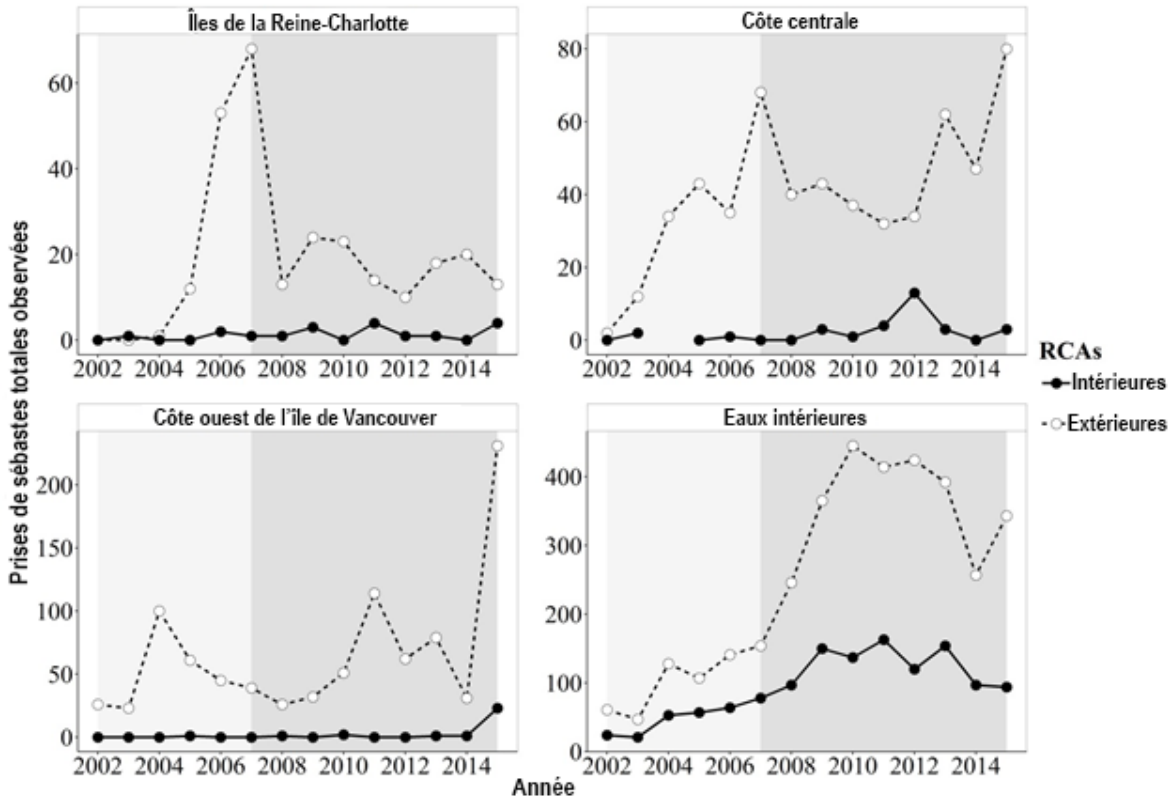 Îles de la Reine-Charlotte
Côte centrale
Prises de sébastes totales observées
60
40
20
0
2002 2004 2006 2008 2010 2012 2014
80
60
40
20
0
2002 2004 2006 2008 2010 2012 2014
Côte ouest de l'île de Vancouver
Eaux intérieures
200
150
100
50
0
2002 2004 2006 2008 2010 2012 2014
400
300
200
100
0
2002 2004 2006 2008 2010 2012 2014
Année
RCAs
Intérieures
Extérieures